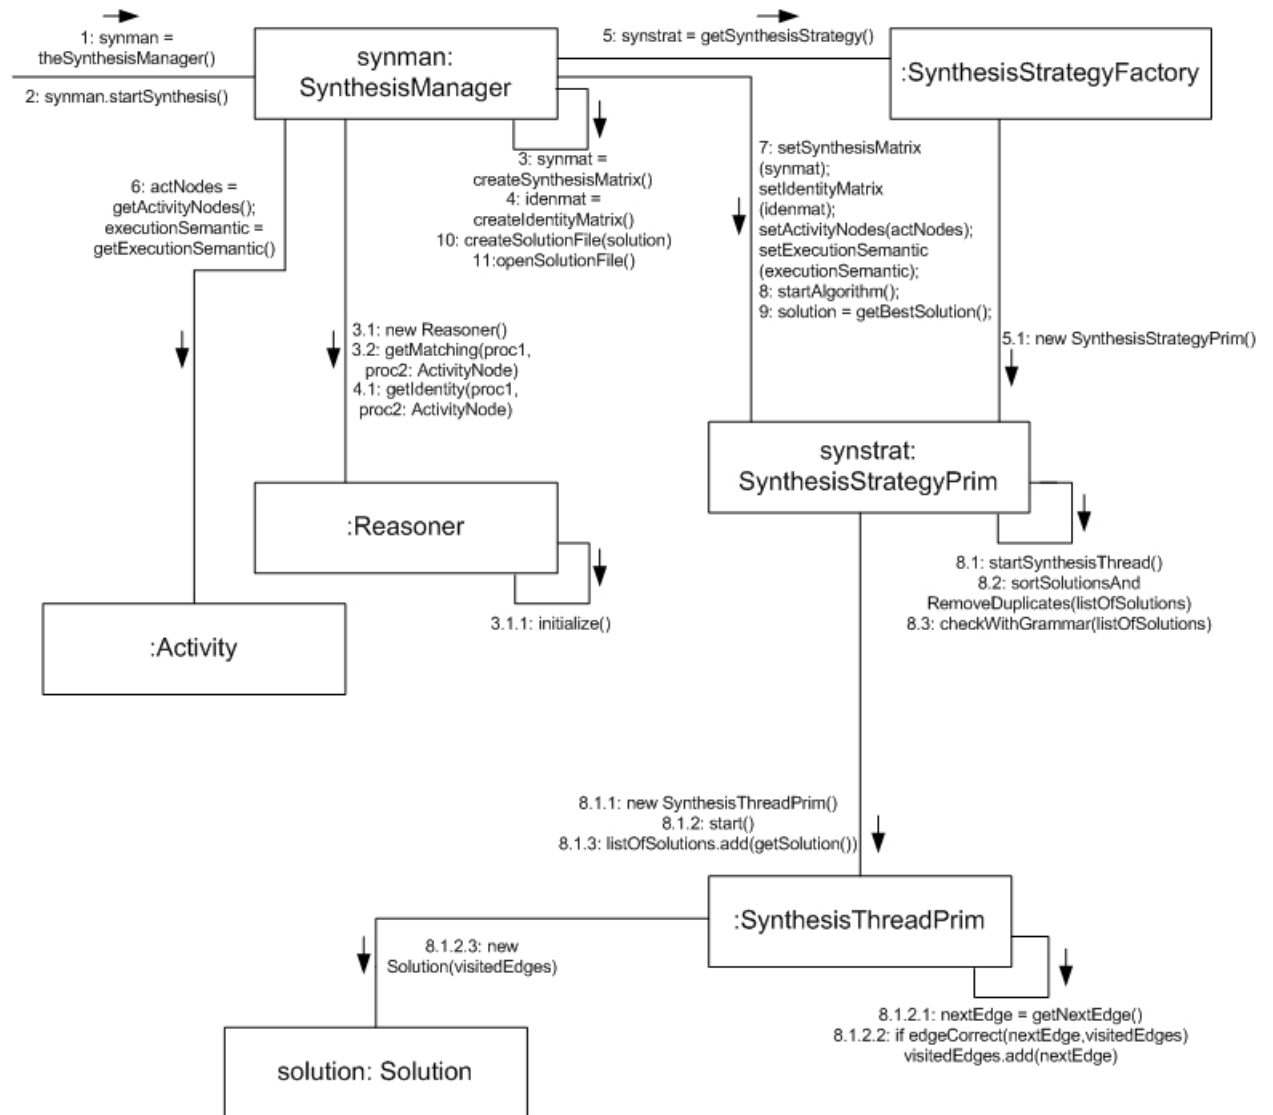 1: synman =
theSynthesisManager()
2: synman.startSynthesis()
synman:
SynthesisManager
5: synstrat = getSynthesisStrategy()
:SynthesisStrategyFactory
3: synmat =
createSynthesisMatrix()
4: idenmat =
createIdentityMatrix()
10: createSolutionFile(solution)
11:openSolutionFile()
6: actNodes =
getActivityNodes();
executionSemantic =
getExecutionSemantic()
7: setSynthesisMatrix
(synmat);
setIdentityMatrix
(idenmat);
setActivityNodes(actNodes);
setExecutionSemantic
(executionSemantic);
8: startAlgorithm();
9: solution = getBestSolution();
3.1: new Reasoner()
3.2: getMatching(proc1,
proc2: ActivityNode)
4.1: getIdentity(proc1,
proc2: ActivityNode)
5.1: new SynthesisStrategyPrim()
synstrat:
SynthesisStrategyPrim
:Reasoner
3.1.1: initialize()
:Activity
8.1: startSynthesisThread()
8.2: sortSolutionsAnd
RemoveDuplicates(listOfSolutions)
8.3: checkWithGrammar(listOfSolutions)
8.1.1: new SynthesisThreadPrim()
8.1.2: start()
8.1.3: listOfSolutions.add(getSolution())
:SynthesisThreadPrim
8.1.2.3: new
Solution(visitedEdges)
8.1.2.1: nextEdge = getNextEdge()
8.1.2.2: if edgeCorrect(nextEdge,visitedEdges)
visitedEdges.add(nextEdge)
solution: Solution